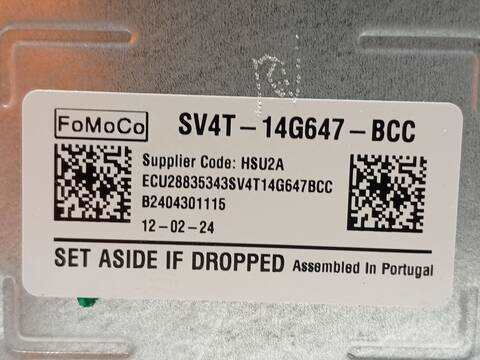 FoMoCo
SV4T-14G647-BCC
Supplier Code: HSU2A
ECU28835343SV4T14G647BCC
B2404301115
12-02-24
SET ASIDE IF DROPPED Assembled In Portugal